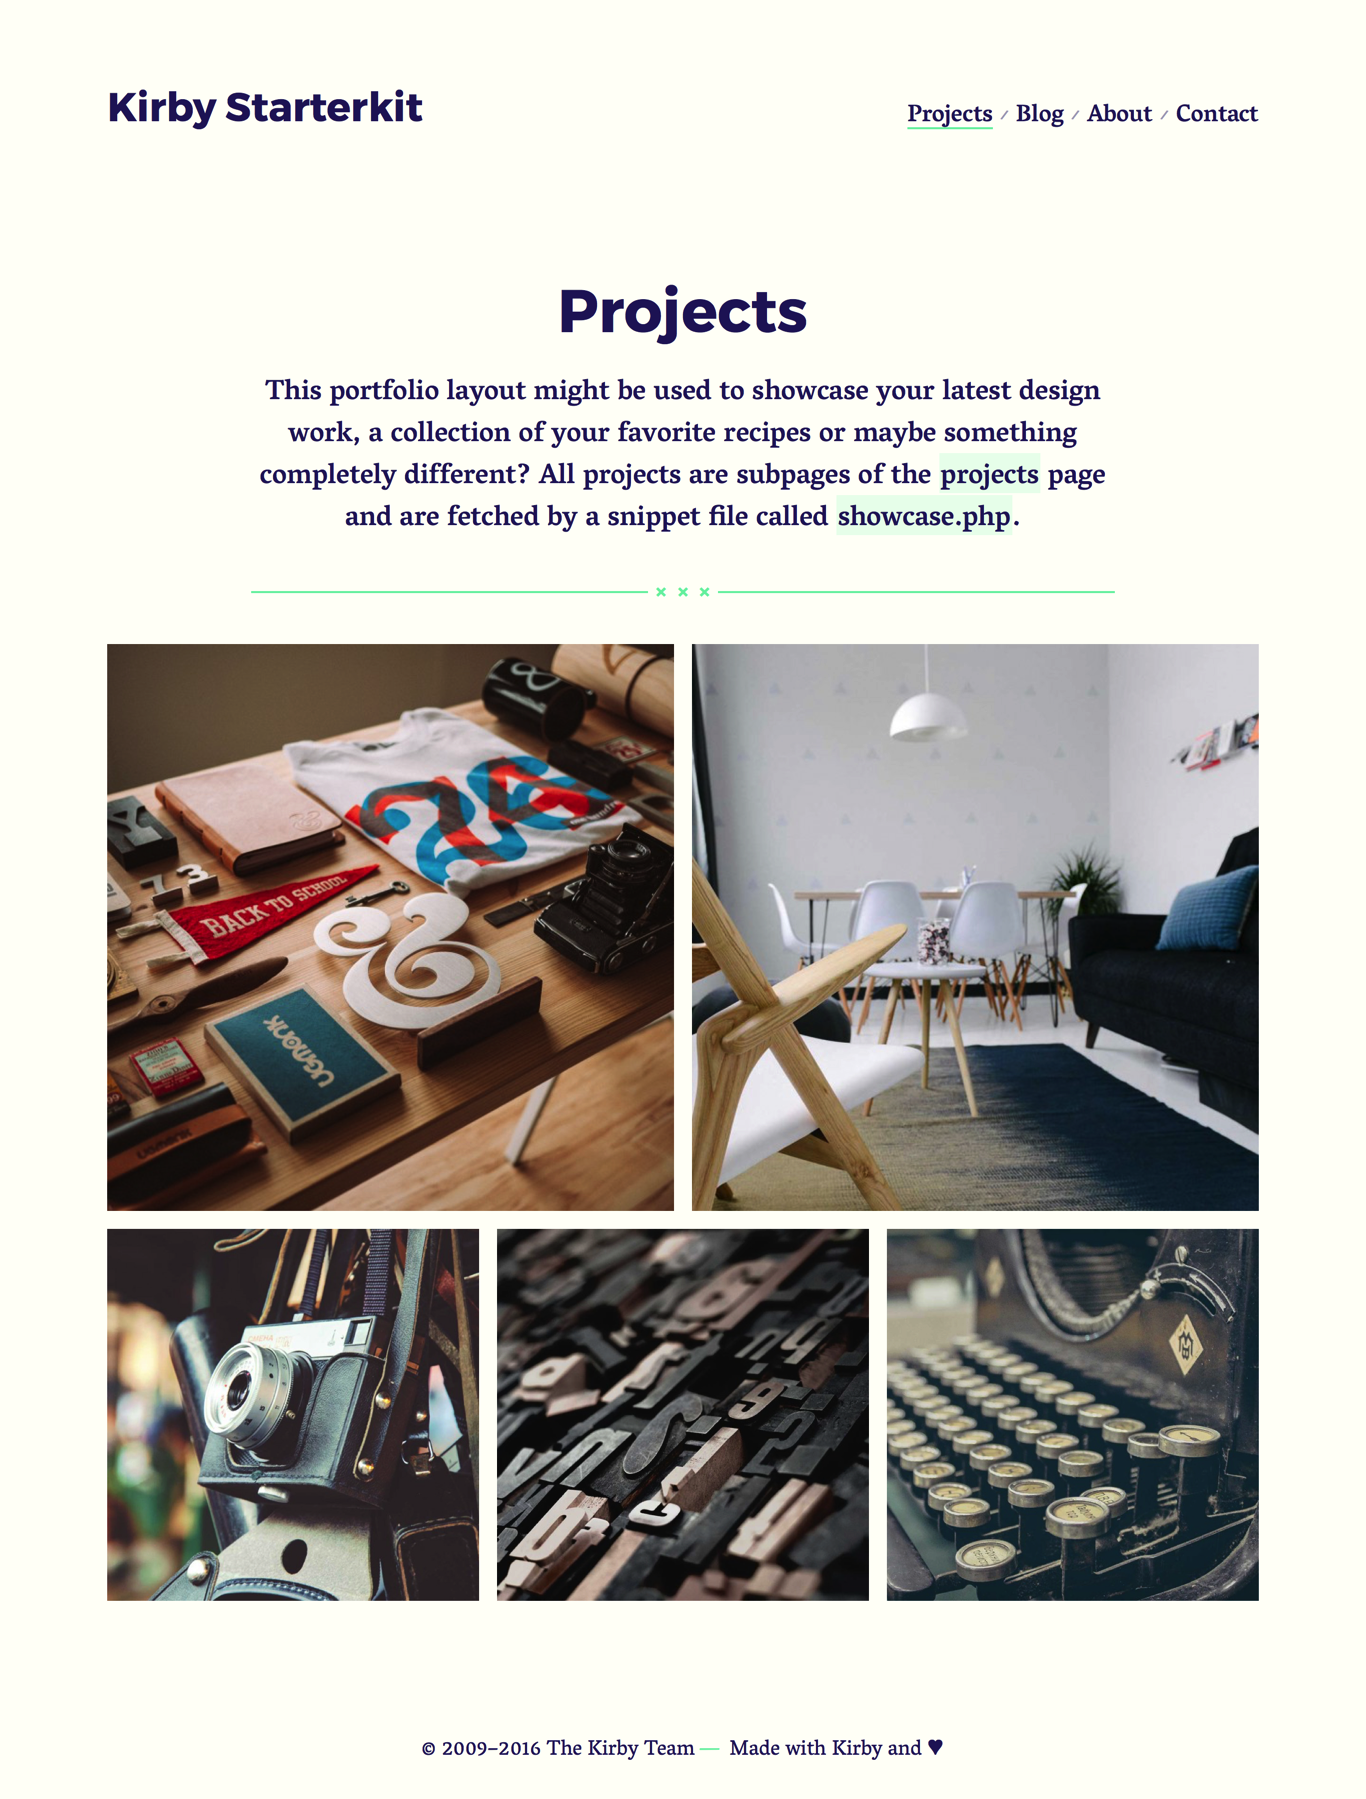 Kirby Starterkit
Projects / Blog / About / Contact
Projects
This portfolio layout might be used to showcase your latest design
work, a collection of your favorite recipes or maybe something
completely different? All projects are subpages of the projects page
and are fetched by a snippet file called showcase.php.
× × ×
Y
7 3
BACK TO SCHOOL
&
UGMONK
© 2009–2016 The Kirby Team — Made with Kirby and ♥